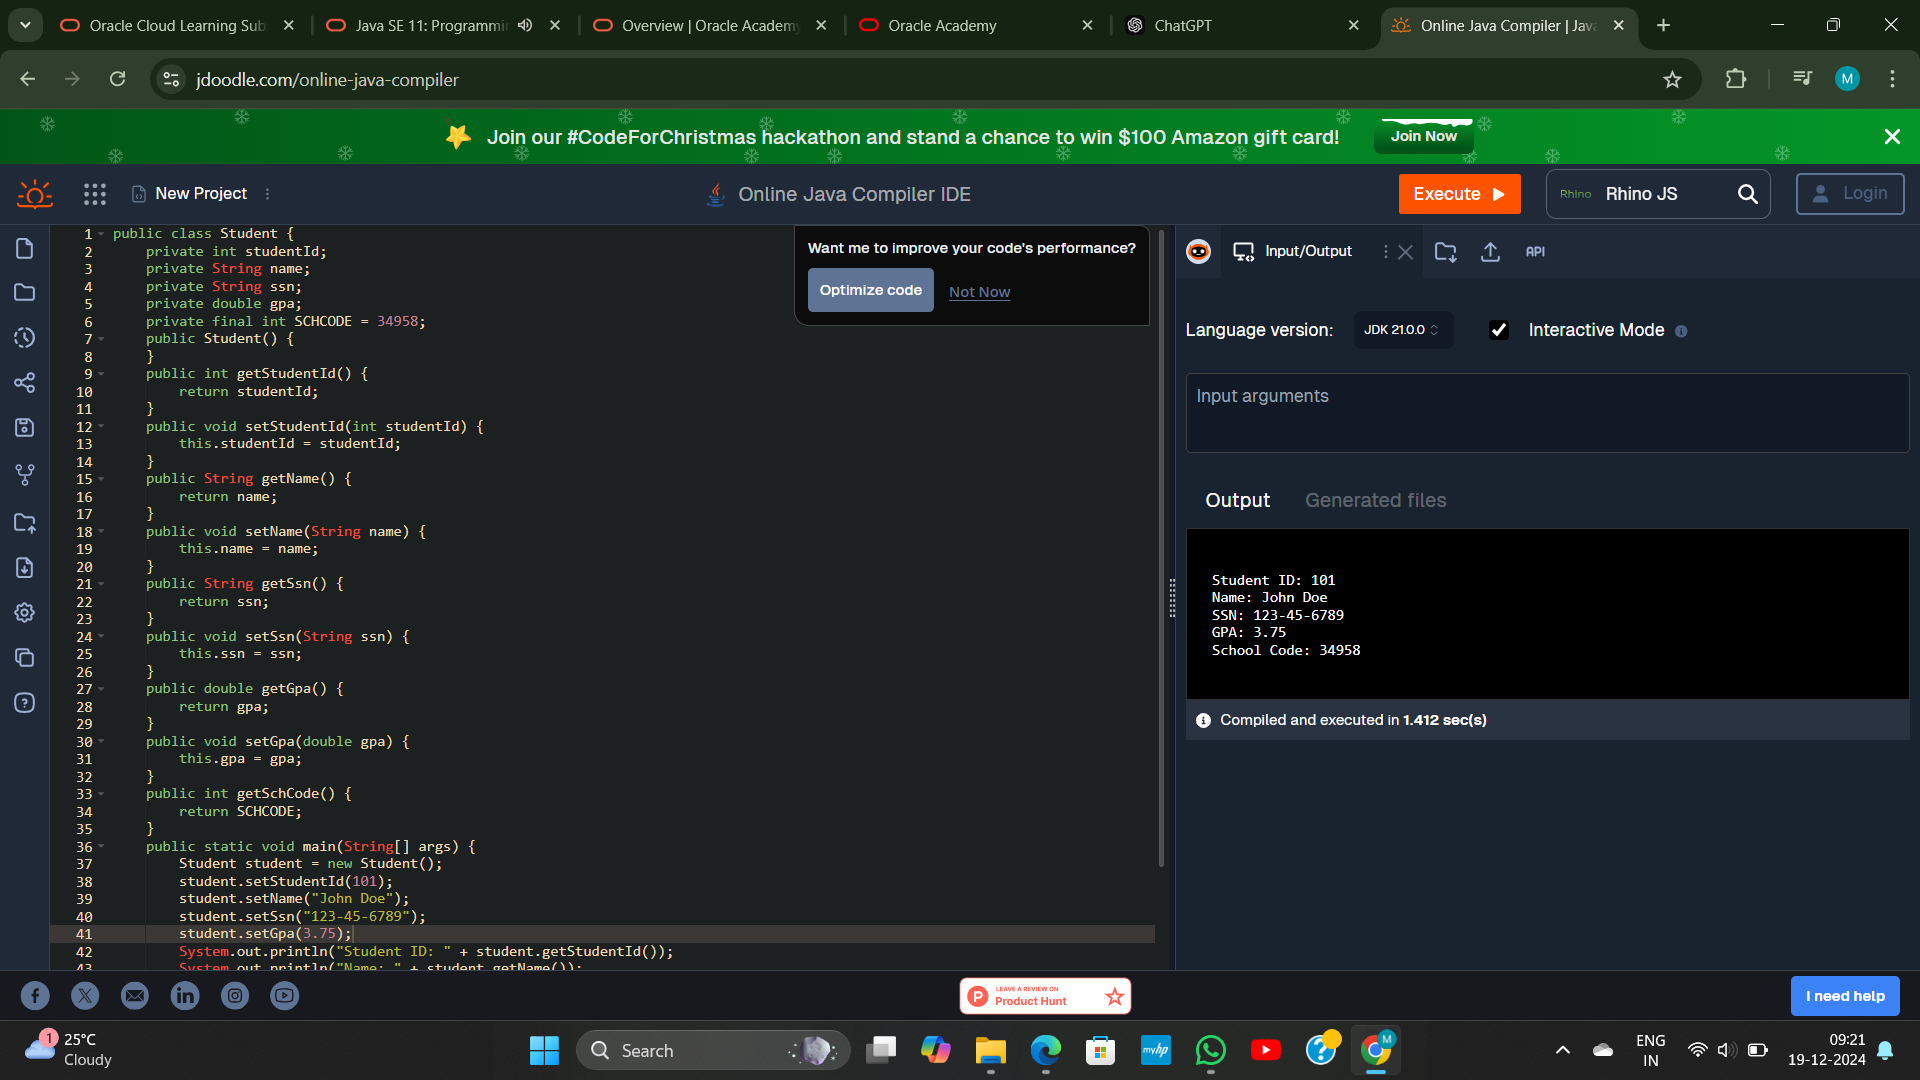 Oracle Cloud Learning Sub
Java SE 11: Programmin
Overview | Oracle Academy
Oracle Academy
ChatGPT
Online Java Compiler | Java
jdoodle.com/online-java-compiler
M
Join our #CodeForChristmas hackathon and stand a chance to win $100 Amazon gift card!
Join Now
New Project
Online Java Compiler IDE
Execute
Rhino
Rhino JS
Login
1 public class Student {
2 private int studentId;
3 private String name;
4 private String ssn;
5 private double gpa;
6 private final int SCHCODE = 34958;
7 public Student() {
8 }
9 public int getStudentId() {
10 return studentId;
11 }
12 public void setStudentId(int studentId) {
13 this.studentId = studentId;
14 }
15 public String getName() {
16 return name;
17 }
18 public void setName(String name) {
19 this.name = name;
20 }
21 public String getSsn() {
22 return ssn;
23 }
24 public void setSsn(String ssn) {
25 this.ssn = ssn;
26 }
27 public double getGpa() {
28 return gpa;
29 }
30 public void setGpa(double gpa) {
31 this.gpa = gpa;
32 }
33 public int getSchCode() {
34 return SCHCODE;
35 }
36 public static void main(String[] args) {
37 Student student = new Student();
38 student.setStudentId(101);
39 student.setName("John Doe");
40 student.setSsn("123-45-6789");
41 student.setGpa(3.75);
42 System.out.println("Student ID: " + student.getStudentId());
43 System.out.println("Name: " + student.getName());
Want me to improve your code's performance?
Optimize code
Not Now
Input/Output
API
Language version:
JDK 21.0.0
Interactive Mode
Input arguments
Output
Generated files
Student ID: 101
Name: John Doe
SSN: 123-45-6789
GPA: 3.75
School Code: 34958
Compiled and executed in 1.412 sec(s)
P
LEAVE A REVIEW ON
Product Hunt
I need help
1
25°C
Cloudy
Search
myhp
M
ENG
IN
09:21
19-12-2024